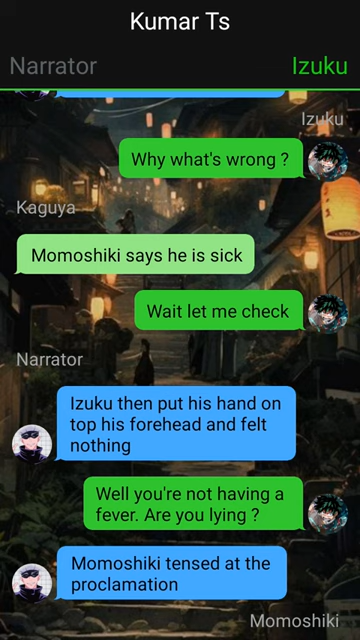 Kumar Ts
Narrator
Izuku
Izuku
Why what's wrong ?
Kaguya
Momoshiki says he is sick
Wait let me check
Narrator
Izuku then put his hand on
top his forehead and felt
nothing
Well you're not having a
fever. Are you lying ?
Momoshiki tensed at the
proclamation
Momoshiki